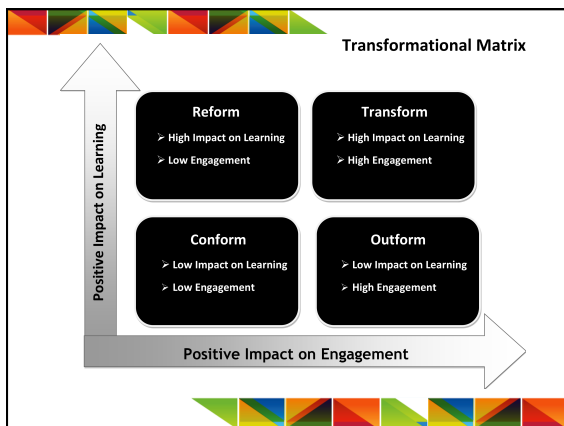 Transformational Matrix
Positive Impact on Learning
Reform
➢ High Impact on Learning
➢ Low Engagement
Transform
➢ High Impact on Learning
➢ High Engagement
Conform
➢ Low Impact on Learning
➢ Low Engagement
Outform
➢ Low Impact on Learning
➢ High Engagement
Positive Impact on Engagement